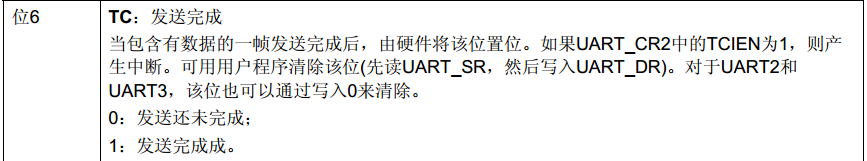 位6
TC：发送完成
当包含有数据的一帧发送完成后，由硬件将该位置位。如果UART_CR2中的TCIEN为1，则产
生中断。可用用户程序清除该位(先读UART_SR，然后写入UART_DR)。对于UART2和
UART3，该位也可以通过写入0来清除。
0：发送还未完成；
1：发送完成成。